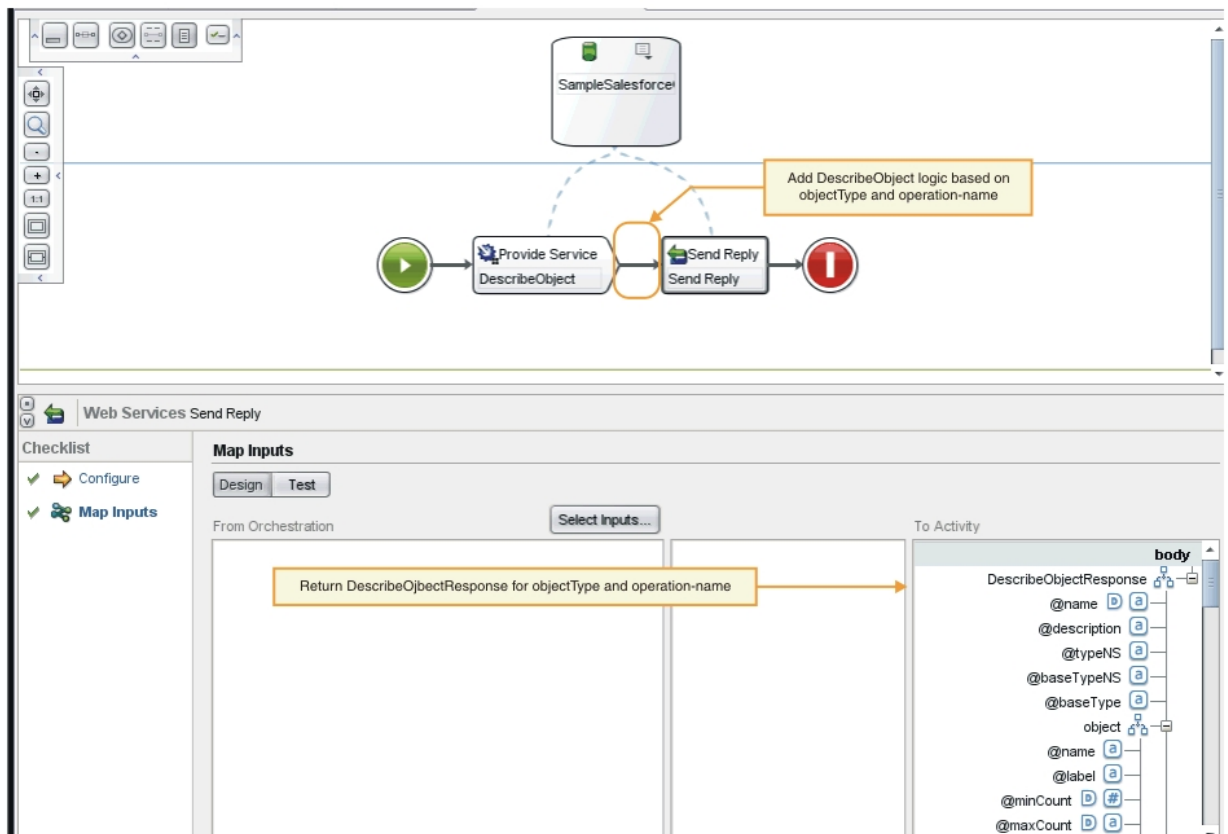 SampleSalesforce
Add DescribeObject logic based on
objectType and operation-name
-
+
1:1
Provide Service
DescribeObject
Send Reply
Send Reply
Web Services Send Reply
Checklist
Configure
Map Inputs
Map Inputs
Design
Test
From Orchestration
Select Inputs...
To Activity
Return DescribeOjbectResponse for objectType and operation-name
body
DescribeObjectResponse
@name D a
@description a
@typeNS a
@baseTypeNS a
@baseType a
object
@name a
@label a
@minCount D #
@maxCount D a